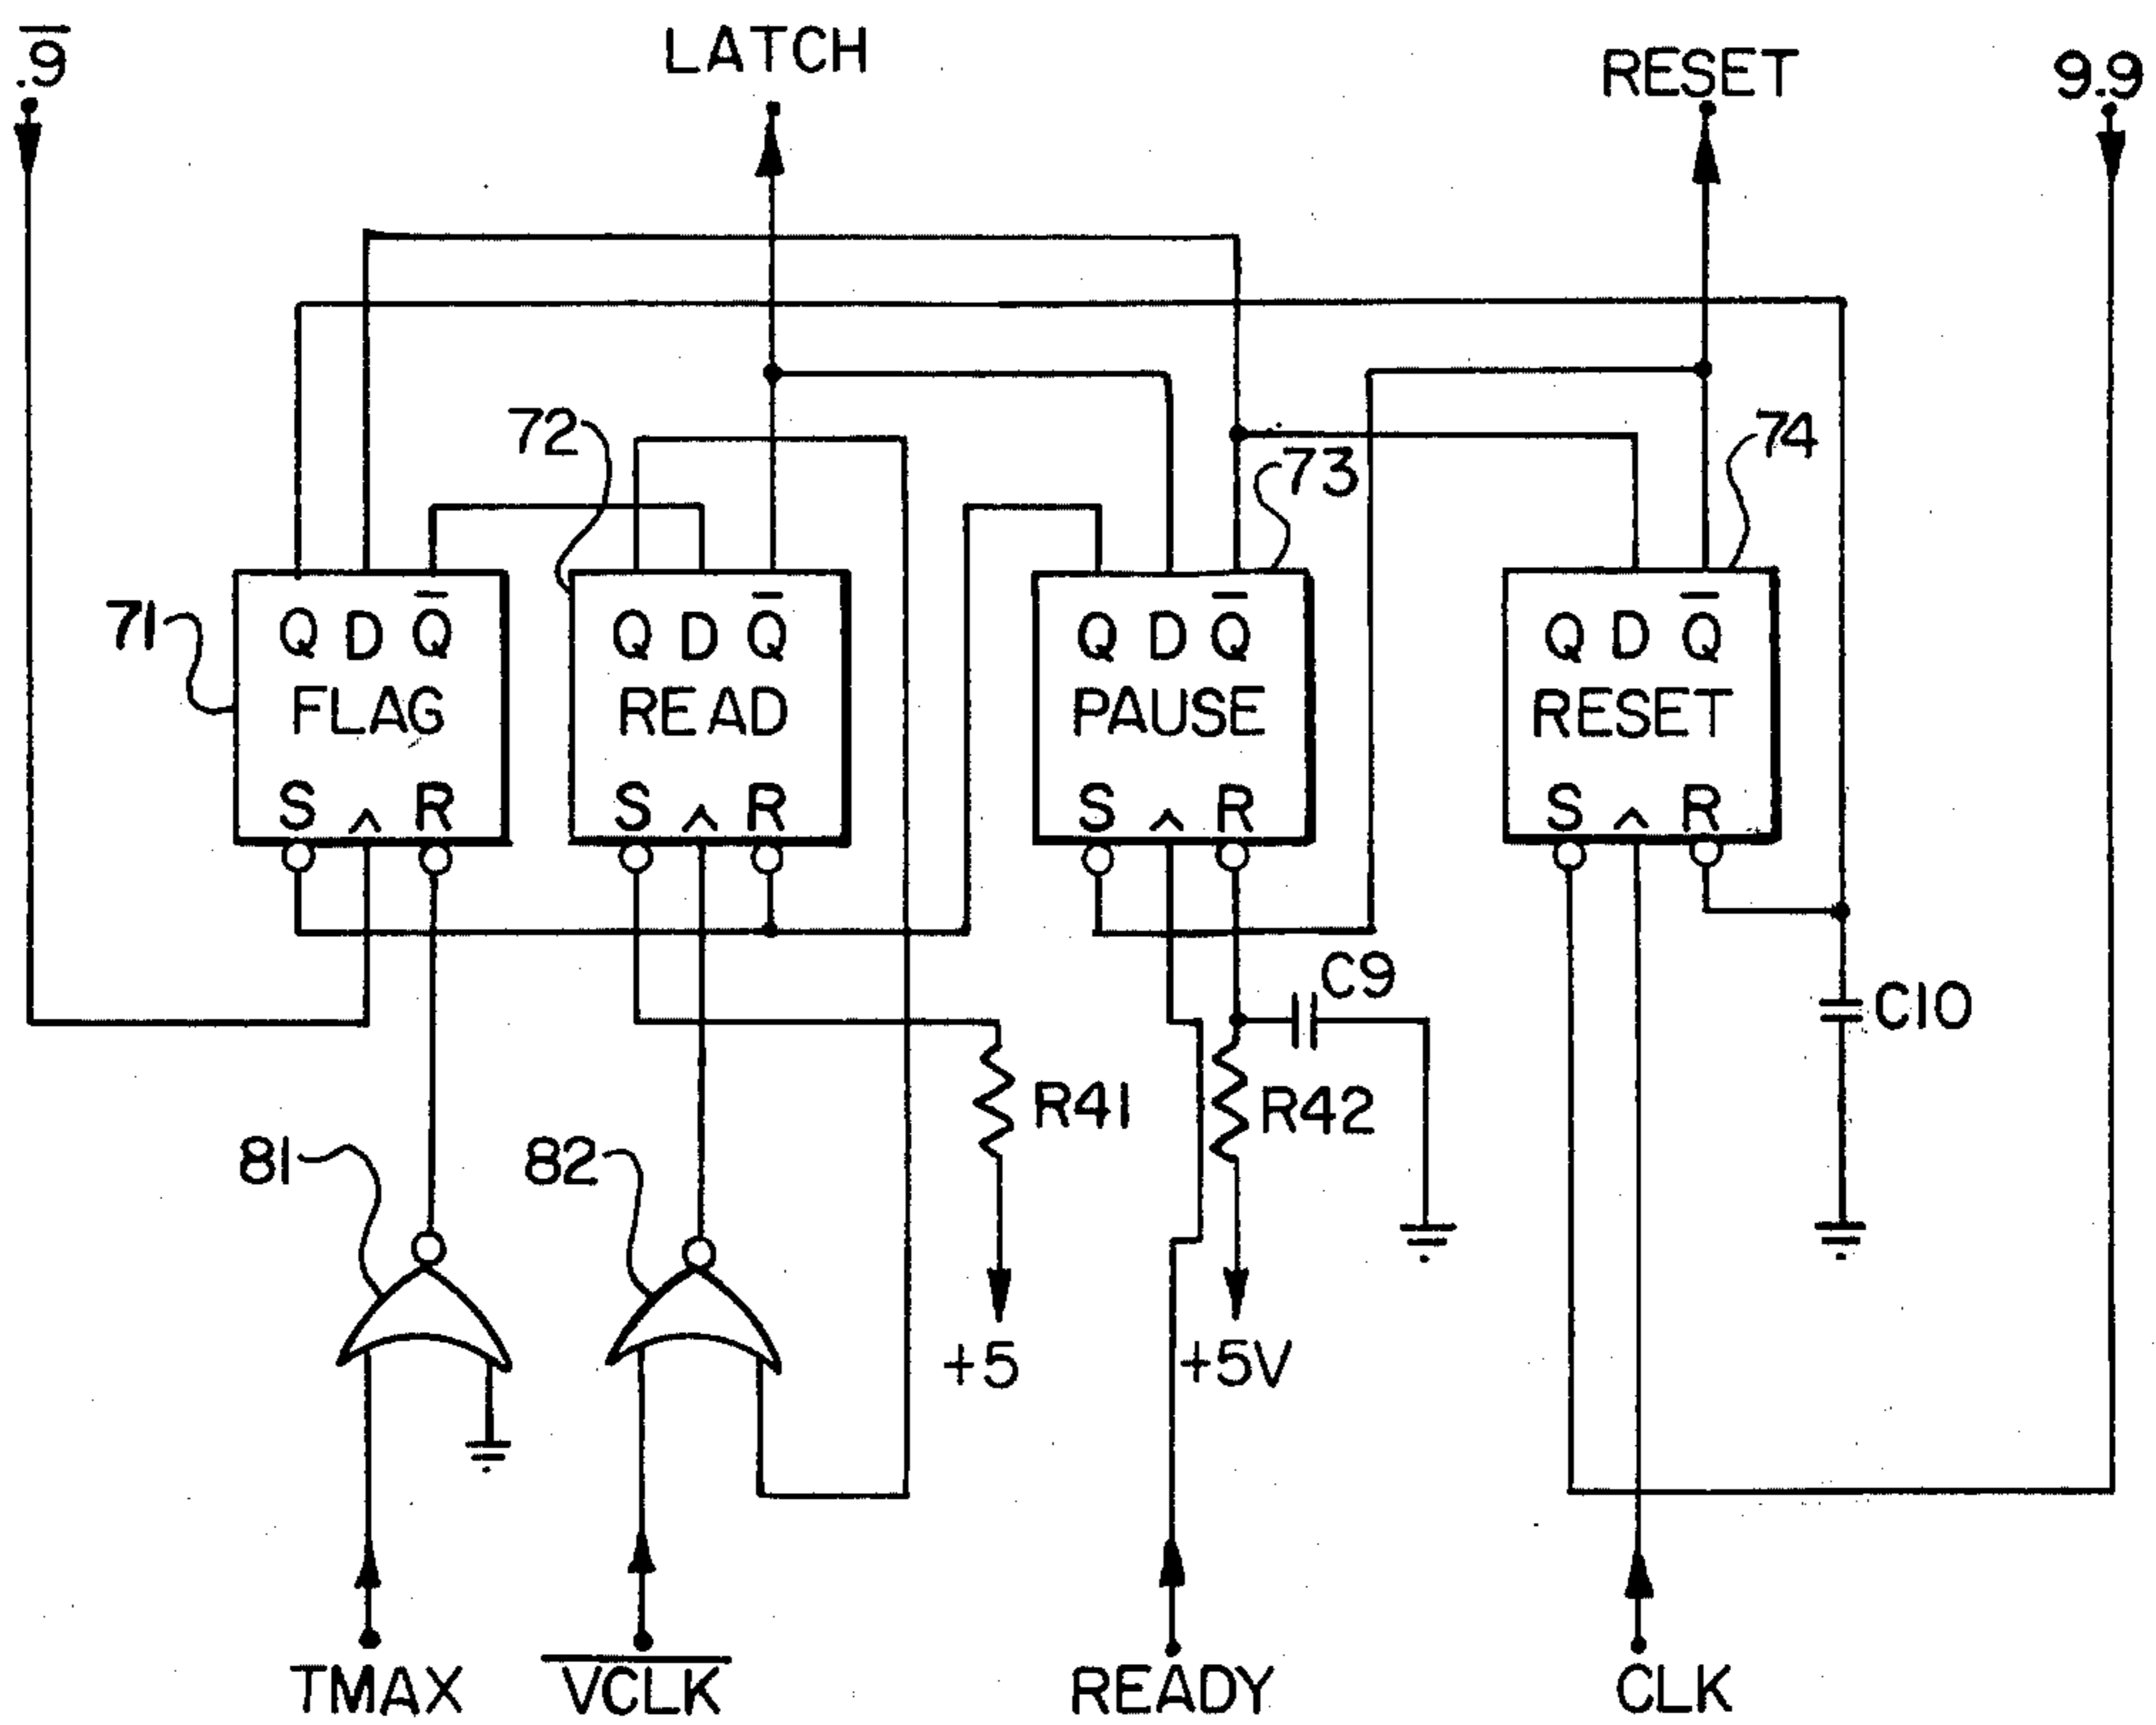 .9̅
LATCH
RESET
9.9
72
73
74
71
Q D Q̅
FLAG
S ^ R
Q D Q̅
READ
S ^ R
Q D Q̅
PAUSE
S ^ R
Q D Q̅
RESET
S ^ R
C9
C10
R41
R42
81
82
+5
+5V
TMAX
V̅C̅L̅K̅
READY
CLK